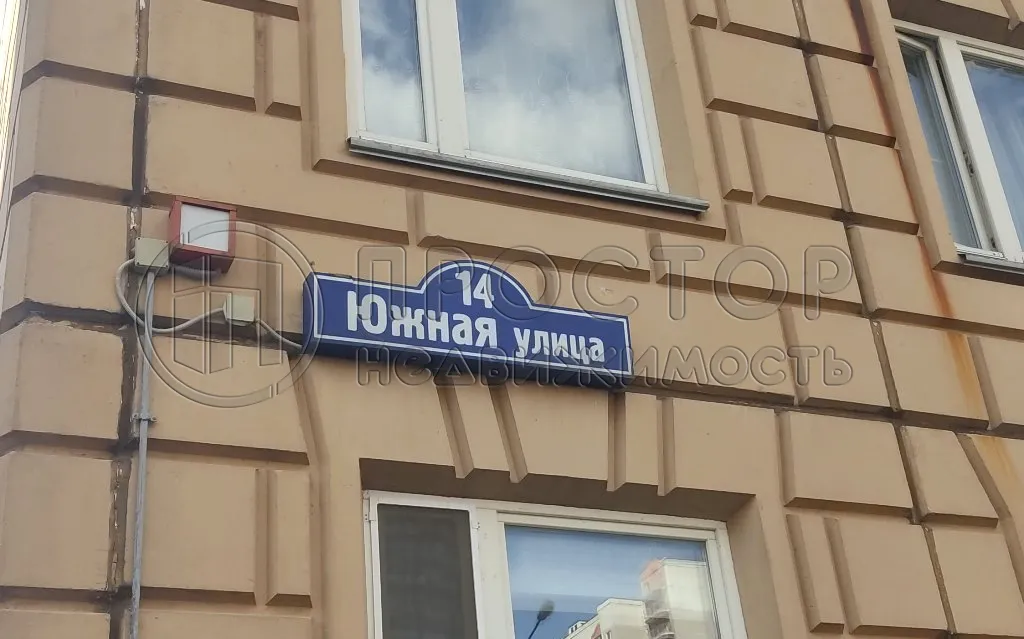 14
Южная улица
ПРОСТОР
НЕДВИЖИМОСТЬ